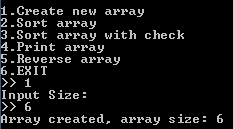 1.Create new array
2.Sort array
3.Sort array with check
4.Print array
5.Reverse array
6.EXIT
>> 1
Input Size:
>> 6
Array created, array size: 6